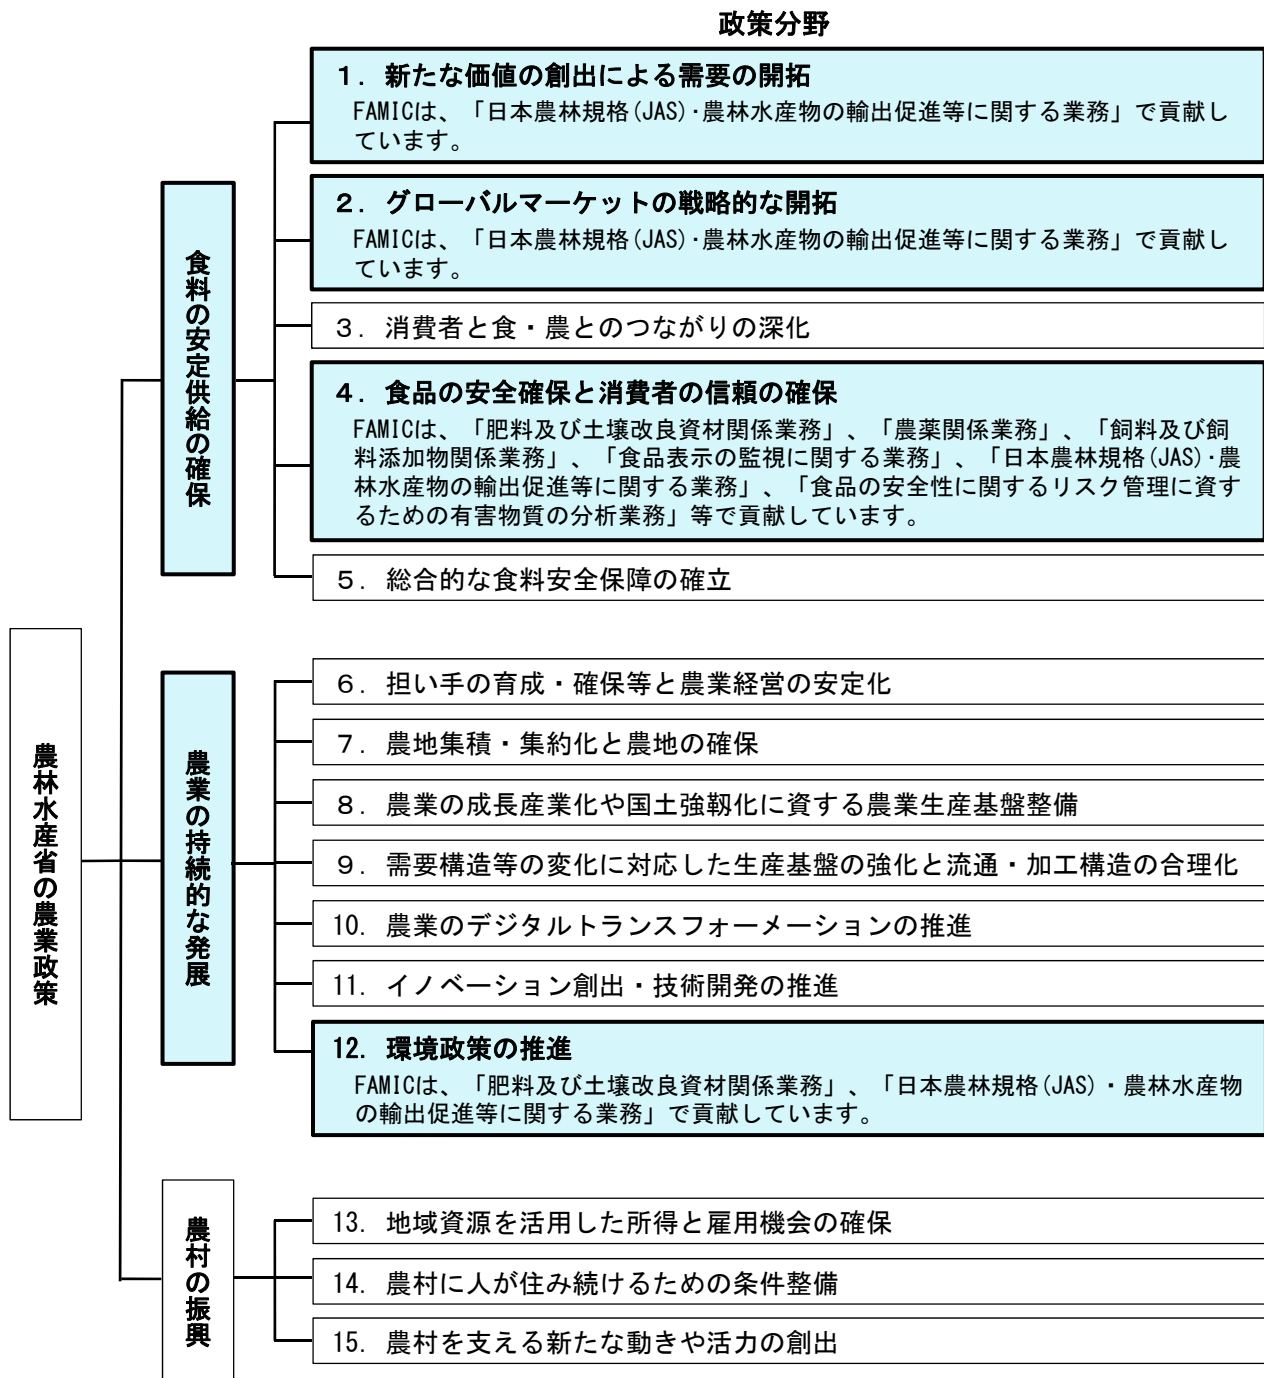 政策分野
農林水産省の農業政策
食料の安定供給の確保
1. 新たな価値の創出による需要の開拓
FAMICは、「日本農林規格(JAS)･農林水産物の輸出促進等に関する業務」で貢献し
ています。
2. グローバルマーケットの戦略的な開拓
FAMICは、「日本農林規格(JAS)･農林水産物の輸出促進等に関する業務」で貢献し
ています。
3. 消費者と食・農とのつながりの深化
4. 食品の安全確保と消費者の信頼の確保
FAMICは、「肥料及び土壌改良資材関係業務」、「農薬関係業務」、「飼料及び飼
料添加物関係業務」、「食品表示の監視に関する業務」、「日本農林規格(JAS)･農
林水産物の輸出促進等に関する業務」、「食品の安全性に関するリスク管理に資す
るための有害物質の分析業務」等で貢献しています。
5. 総合的な食料安全保障の確立
農業の持続的な発展
6. 担い手の育成・確保等と農業経営の安定化
7. 農地集積・集約化と農地の確保
8. 農業の成長産業化や国土強靱化に資する農業生産基盤整備
9. 需要構造等の変化に対応した生産基盤の強化と流通・加工構造の合理化
10. 農業のデジタルトランスフォーメーションの推進
11. イノベーション創出・技術開発の推進
12. 環境政策の推進
FAMICは、「肥料及び土壌改良資材関係業務」、「日本農林規格(JAS)・農林水産物
の輸出促進等に関する業務」で貢献しています。
農村の振興
13. 地域資源を活用した所得と雇用機会の確保
14. 農村に人が住み続けるための条件整備
15. 農村を支える新たな動きや活力の創出